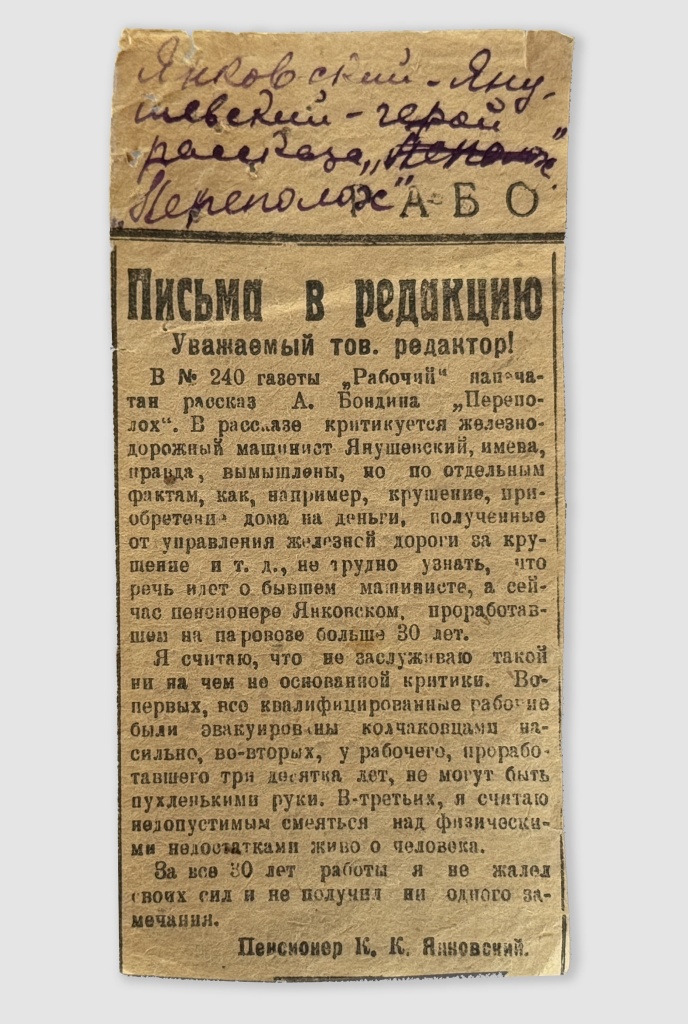 Янковский-Яну-
шевский - герой
рассказа „
„Переполох"
РАБО
Письма в редакцию
Уважаемый тов. редактор!
В № 240 газеты „Рабочий" напеча-
тан рассказ А. Бондина „Перепо-
лох". В рассказе критикуется железно-
дорожный машинист Янушевский, имена,
правда, вымышлены, но по отдельным
фактам, как, например, крушение, при-
обретение дома на деньги, полученные
от управления железной дороги за кру-
шение и т. д., не трудно узнать, что
речь идет о бывшем машинисте, а сей-
час пенсионере Янковском, проработав-
шем на паровозе больше 30 лет.
Я считаю, что не заслуживаю такой
ни на чем не основанной критики. Во-
первых, все квалифицированные рабочие
были эвакуированы колчаковцами на-
сильно, во-вторых, у рабочего, прорабо-
тавшего три десятка лет, не могут быть
пухленькими руки. В-третьих, я считаю
недопустимым смеяться над физически-
ми недостатками живо о человека.
За все 30 лет работы я не жалел
своих сил и не получил ни одного за-
мечания.
Пенсионер К. К. Янковский.